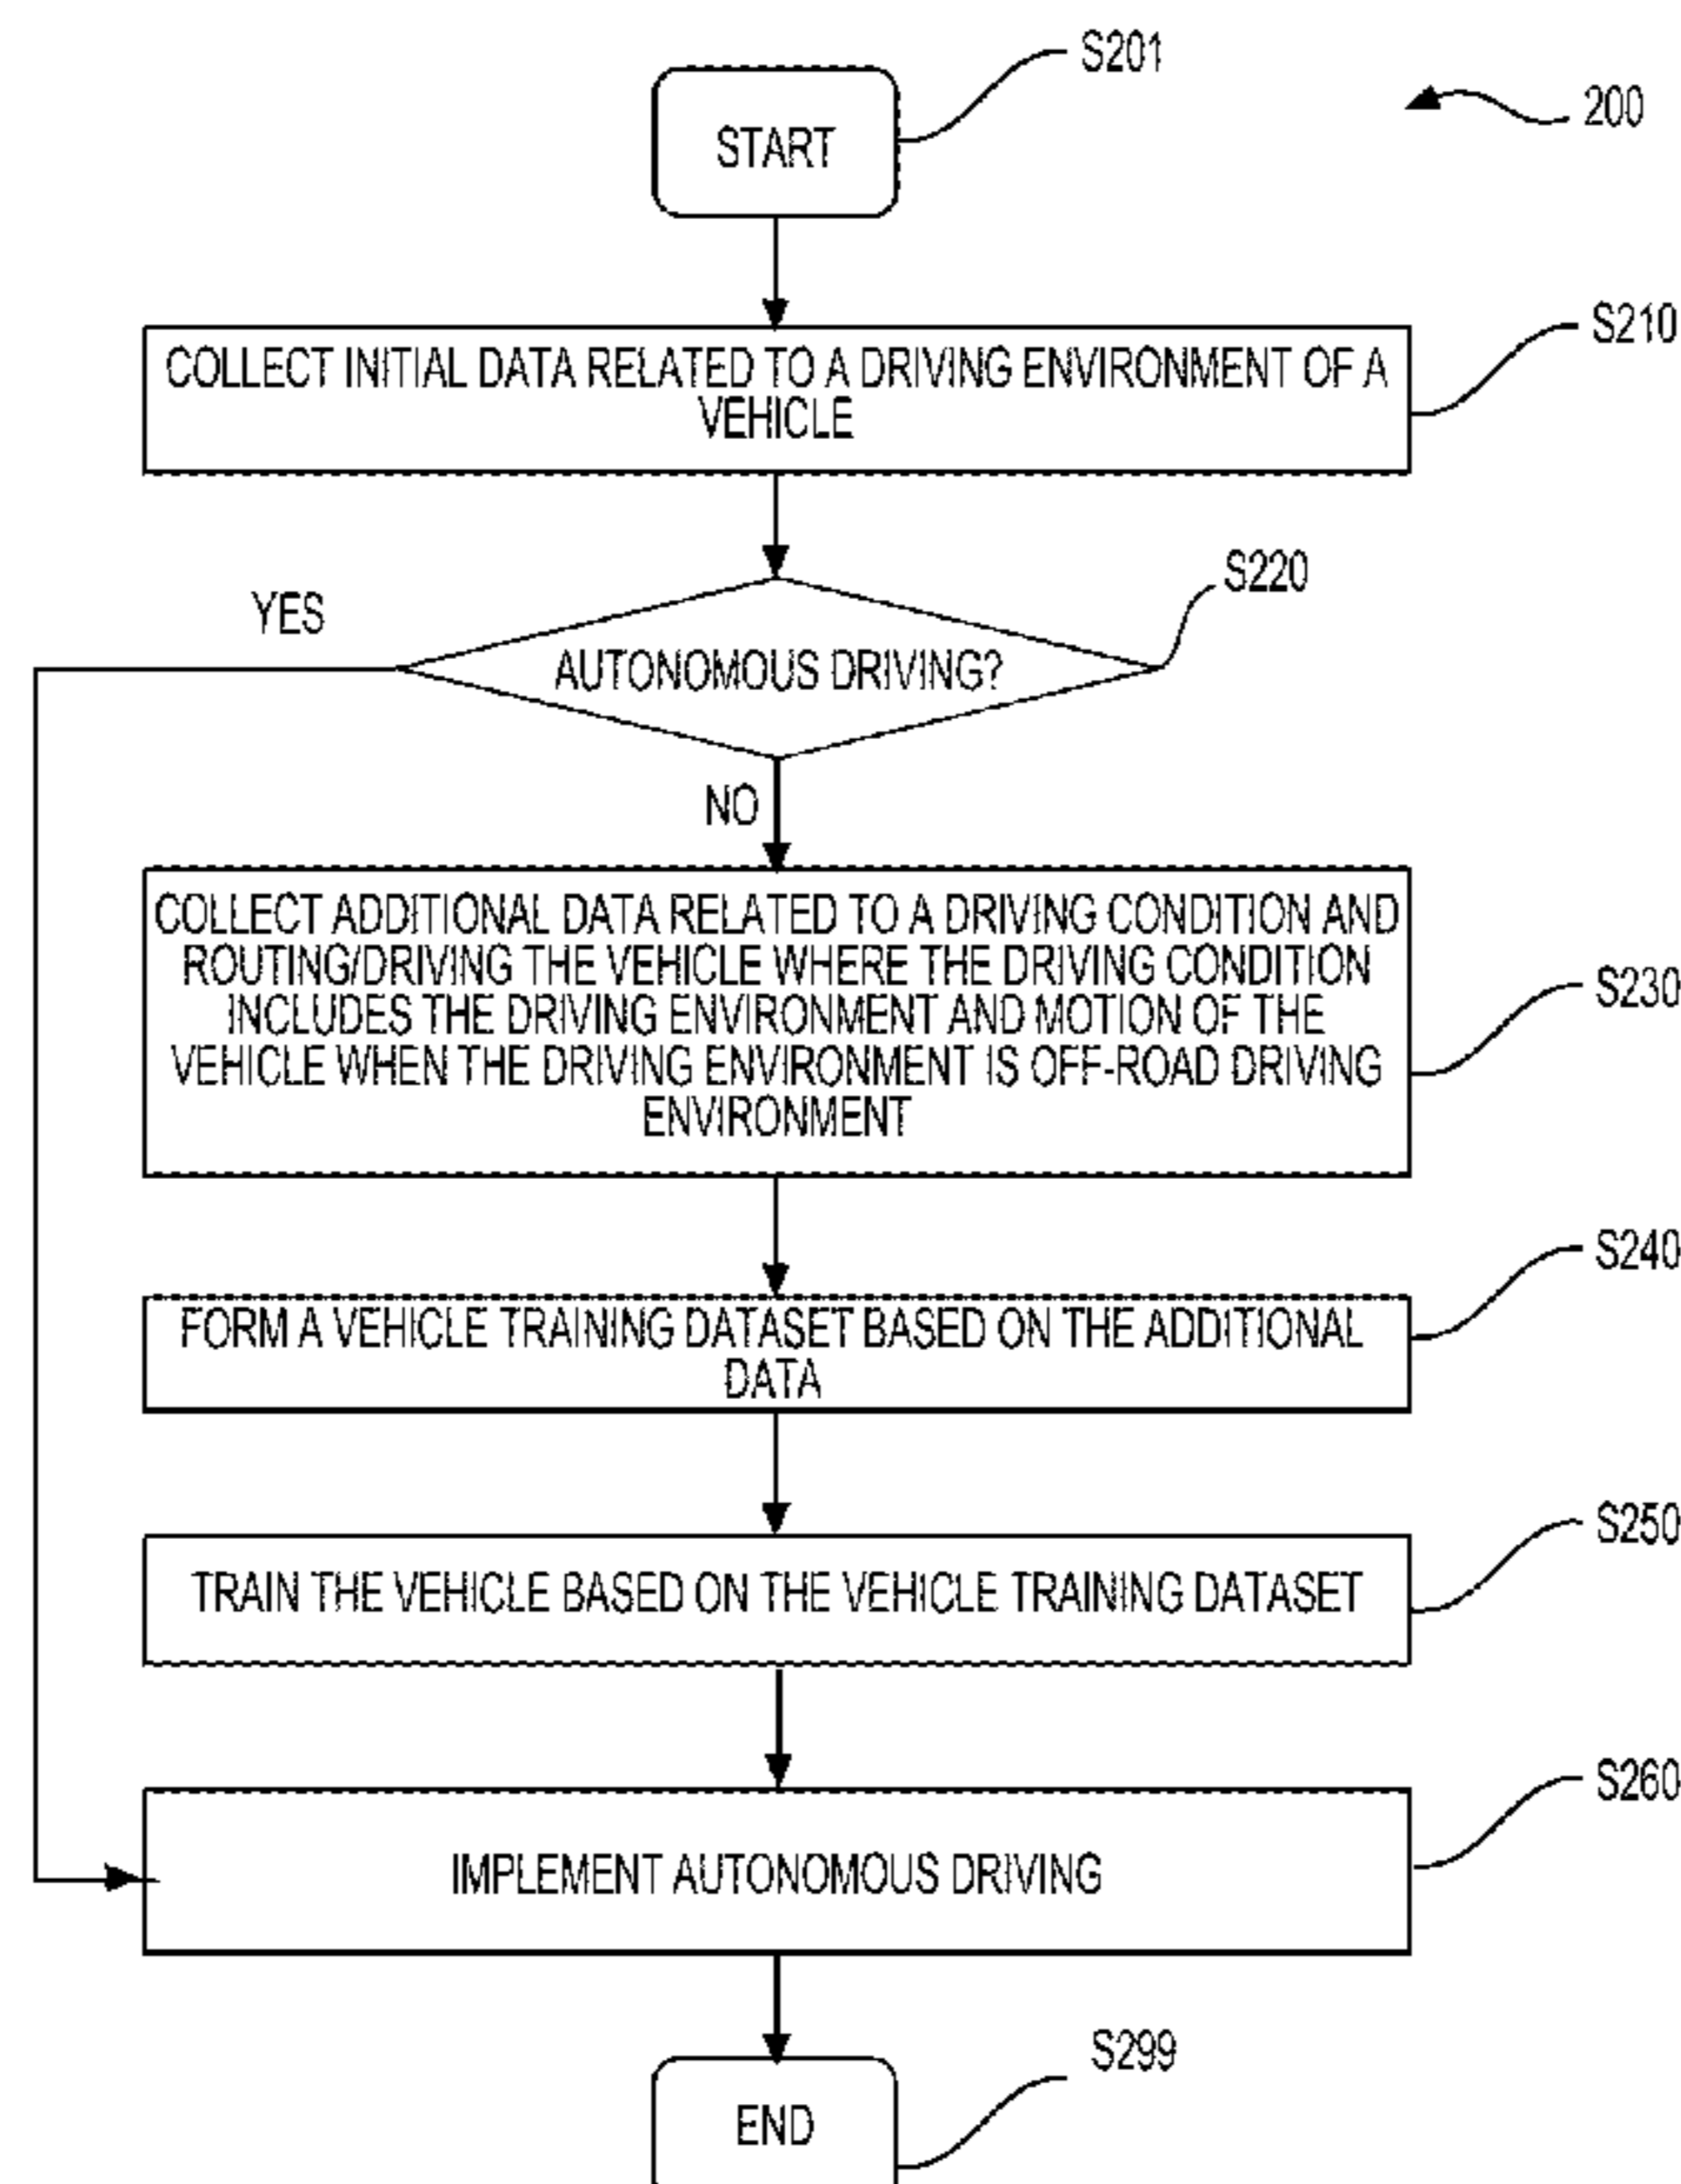 S201
200
START
S210
COLLECT INITIAL DATA RELATED TO A DRIVING ENVIRONMENT OF A
VEHICLE
S220
YES
AUTONOMOUS DRIVING?
NO
COLLECT ADDITIONAL DATA RELATED TO A DRIVING CONDITION AND
ROUTING/DRIVING THE VEHICLE WHERE THE DRIVING CONDITION
INCLUDES THE DRIVING ENVIRONMENT AND MOTION OF THE
VEHICLE WHEN THE DRIVING ENVIRONMENT IS OFF-ROAD DRIVING
ENVIRONMENT
S230
S240
FORM A VEHICLE TRAINING DATASET BASED ON THE ADDITIONAL
DATA
S250
TRAIN THE VEHICLE BASED ON THE VEHICLE TRAINING DATASET
S260
IMPLEMENT AUTONOMOUS DRIVING
S299
END